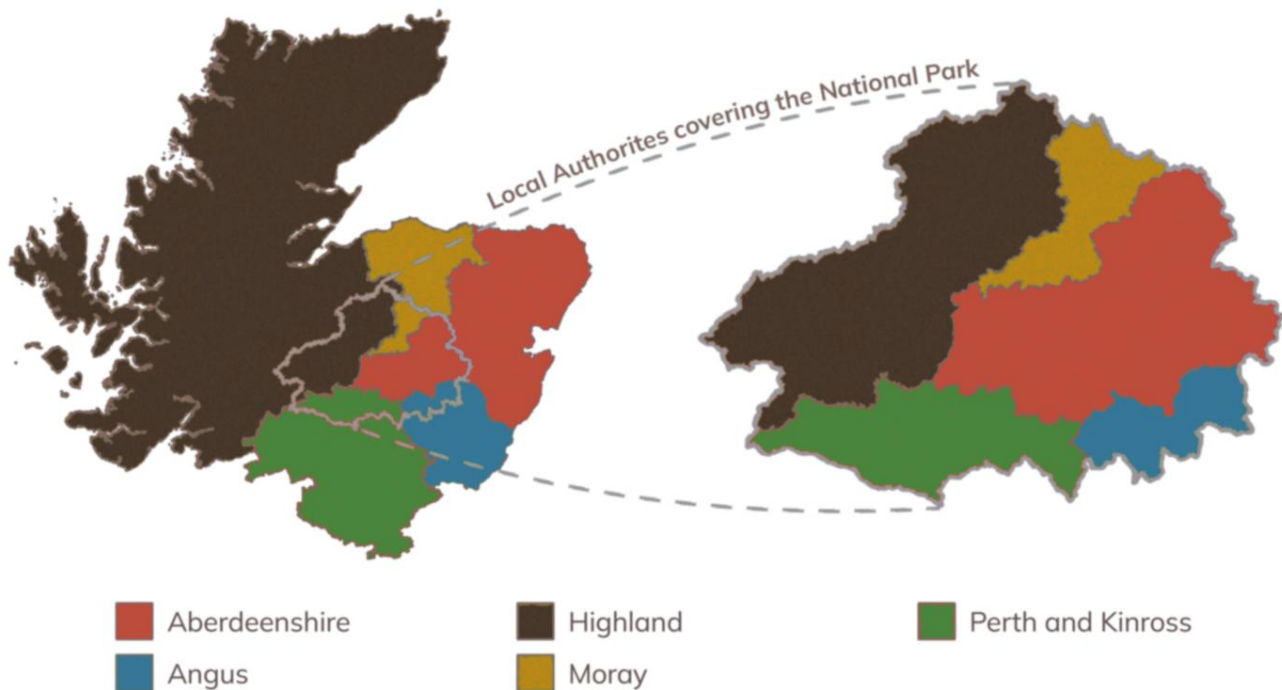 Local Authorites covering the National Park
Aberdeenshire
Highland
Perth and Kinross
Angus
Moray